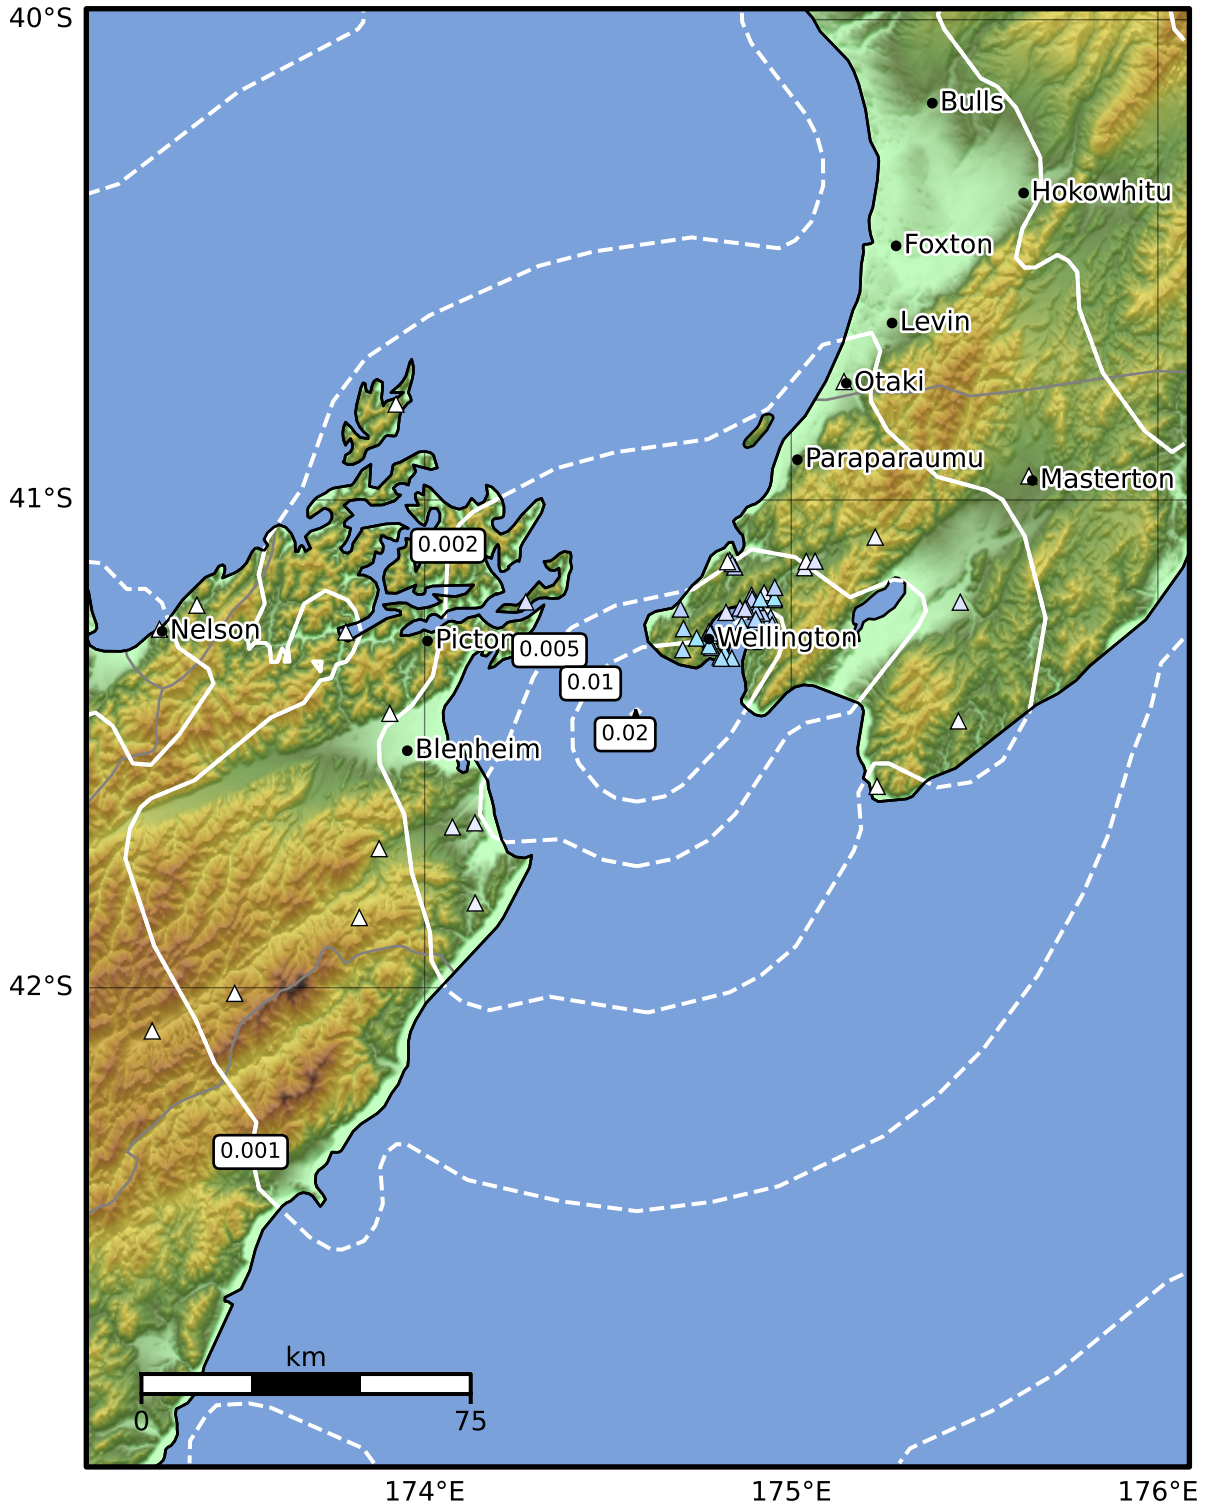 40°S
Bulls
Hokowhitu
Foxton
Levin
Otaki
Paraparaumu
Masterton
41°S
0.002
Nelson
Picton
Wellington
0.005
0.01
0.02
Blenheim
42°S
0.001
km
0
75
174°E
175°E
176°E